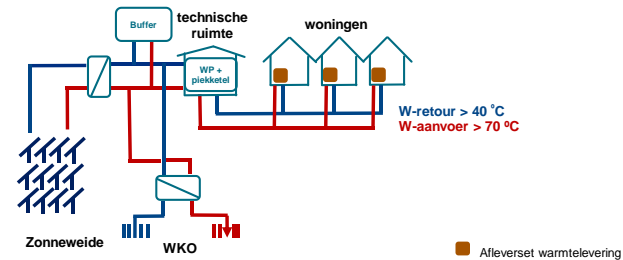 Buffer
technische
ruimte
woningen
WP +
piekketel
W-retour > 40 ˚C
W-aanvoer > 70 ºC
Zonneweide
WKO
Afleverset warmtelevering